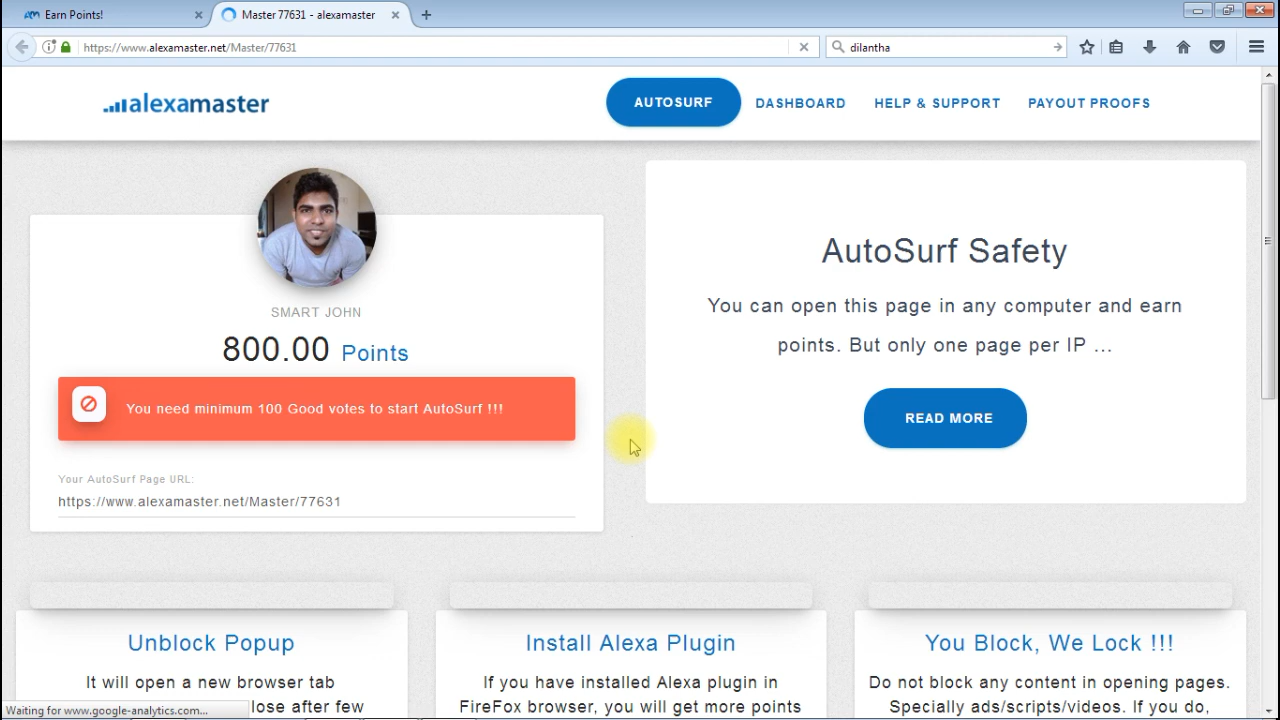 Earn Points!
Master 77631 - alexamaster
https://www.alexamaster.net/Master/77631
dilantha
alexamaster
AUTOSURF
DASHBOARD
HELP & SUPPORT
PAYOUT PROOFS
SMART JOHN
800.00 Points
You need minimum 100 Good votes to start AutoSurf !!!
Your AutoSurf Page URL:
https://www.alexamaster.net/Master/77631
AutoSurf Safety
You can open this page in any computer and earn
points. But only one page per IP ...
READ MORE
Unblock Popup
It will open a new browser tab
lose after few
Install Alexa Plugin
If you have installed Alexa plugin in
FireFox browser, you will get more points
You Block, We Lock !!!
Do not block any content in opening pages.
Specially ads/scripts/videos. If you do,
Waiting for www.google-analytics.com...